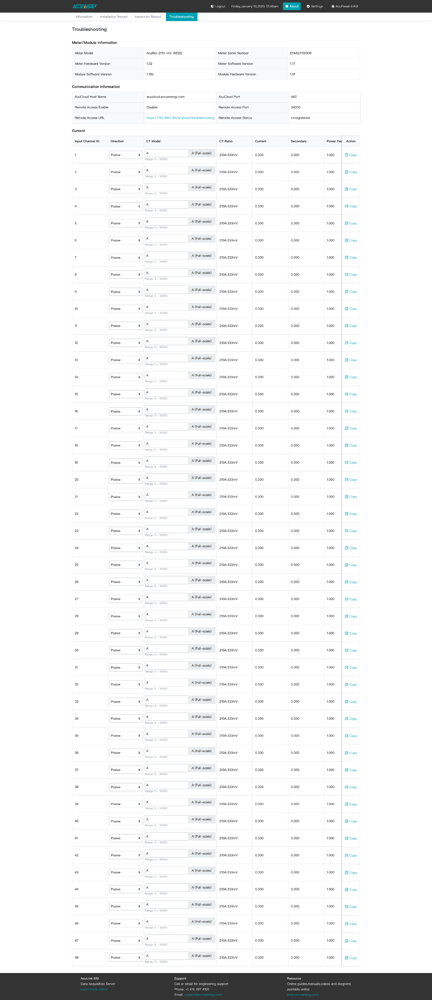 ACCUENERGY
Logout Friday,January 10,2025 12:45am About Settings AcuPanel-EASI
Information Installation Record Inspection Record Troubleshooting
Troubleshooting
Meter/Module Information
Meter Model AcuRev 2110-mV-WEB2 Meter Serial Number EHM23100306
Meter Hardware Version 1.02 Meter Software Version 1.17
Module Software Version 1.18d Module Hardware Version 1.01
Communication Information
AcuCloud Host Name acucloud.accuenergy.com AcuCloud Port 443
Remote Access Enable Disable Remote Access Port 34000
Remote Access URL https://192.168.2.80/#/about/troubleshooting Remote Access Status Unregistered
Current
Input Channel ID Direction CT Model CT Ratio Current Secondary Power Fac Action
1 Posive A A (Full-scale) 210A:333mV 0.000 0.000 1.000 Copy
Range: 5 - 50000
2 Posive A A (Full-scale) 210A:333mV 0.000 0.000 1.000 Copy
Range: 5 - 50000
3 Posive A A (Full-scale) 210A:333mV 0.000 0.000 1.000 Copy
Range: 5 - 50000
4 Posive A A (Full-scale) 210A:333mV 0.000 0.000 1.000 Copy
Range: 5 - 50000
5 Posive A A (Full-scale) 210A:333mV 0.000 0.000 1.000 Copy
Range: 5 - 50000
6 Posive A A (Full-scale) 210A:333mV 0.000 0.000 1.000 Copy
Range: 5 - 50000
7 Posive A A (Full-scale) 210A:333mV 0.000 0.000 1.000 Copy
Range: 5 - 50000
8 Posive A A (Full-scale) 210A:333mV 0.000 0.000 1.000 Copy
Range: 5 - 50000
9 Posive A A (Full-scale) 210A:333mV 0.000 0.000 1.000 Copy
Range: 5 - 50000
10 Posive A A (Full-scale) 210A:333mV 0.000 0.000 1.000 Copy
Range: 5 - 50000
11 Posive A A (Full-scale) 210A:333mV 0.000 0.000 1.000 Copy
Range: 5 - 50000
12 Posive A A (Full-scale) 210A:333mV 0.000 0.000 1.000 Copy
Range: 5 - 50000
13 Posive A A (Full-scale) 210A:333mV 0.000 0.000 1.000 Copy
Range: 5 - 50000
14 Posive A A (Full-scale) 210A:333mV 0.000 0.000 1.000 Copy
Range: 5 - 50000
15 Posive A A (Full-scale) 210A:333mV 0.000 0.000 1.000 Copy
Range: 5 - 50000
16 Posive A A (Full-scale) 210A:333mV 0.000 0.000 1.000 Copy
Range: 5 - 50000
17 Posive A A (Full-scale) 210A:333mV 0.000 0.000 1.000 Copy
Range: 5 - 50000
18 Posive A A (Full-scale) 210A:333mV 0.000 0.000 1.000 Copy
Range: 5 - 50000
19 Posive A A (Full-scale) 210A:333mV 0.000 0.000 1.000 Copy
Range: 5 - 50000
20 Posive A A (Full-scale) 210A:333mV 0.000 0.000 1.000 Copy
Range: 5 - 50000
21 Posive A A (Full-scale) 210A:333mV 0.000 0.000 1.000 Copy
Range: 5 - 50000
22 Posive A A (Full-scale) 210A:333mV 0.000 0.000 1.000 Copy
Range: 5 - 50000
23 Posive A A (Full-scale) 210A:333mV 0.000 0.000 1.000 Copy
Range: 5 - 50000
24 Posive A A (Full-scale) 210A:333mV 0.000 0.000 1.000 Copy
Range: 5 - 50000
25 Posive A A (Full-scale) 210A:333mV 0.000 0.000 1.000 Copy
Range: 5 - 50000
26 Posive A A (Full-scale) 210A:333mV 0.000 0.000 1.000 Copy
Range: 5 - 50000
27 Posive A A (Full-scale) 210A:333mV 0.000 0.000 1.000 Copy
Range: 5 - 50000
28 Posive A A (Full-scale) 210A:333mV 0.000 0.000 1.000 Copy
Range: 5 - 50000
29 Posive A A (Full-scale) 210A:333mV 0.000 0.000 1.000 Copy
Range: 5 - 50000
30 Posive A A (Full-scale) 210A:333mV 0.000 0.000 1.000 Copy
Range: 5 - 50000
31 Posive A A (Full-scale) 210A:333mV 0.000 0.000 1.000 Copy
Range: 5 - 50000
32 Posive A A (Full-scale) 210A:333mV 0.000 0.000 1.000 Copy
Range: 5 - 50000
33 Posive A A (Full-scale) 210A:333mV 0.000 0.000 1.000 Copy
Range: 5 - 50000
34 Posive A A (Full-scale) 210A:333mV 0.000 0.000 1.000 Copy
Range: 5 - 50000
35 Posive A A (Full-scale) 210A:333mV 0.000 0.000 1.000 Copy
Range: 5 - 50000
36 Posive A A (Full-scale) 210A:333mV 0.000 0.000 1.000 Copy
Range: 5 - 50000
37 Posive A A (Full-scale) 210A:333mV 0.000 0.000 1.000 Copy
Range: 5 - 50000
38 Posive A A (Full-scale) 210A:333mV 0.000 0.000 1.000 Copy
Range: 5 - 50000
39 Posive A A (Full-scale) 210A:333mV 0.000 0.000 1.000 Copy
Range: 5 - 50000
40 Posive A A (Full-scale) 210A:333mV 0.000 0.000 1.000 Copy
Range: 5 - 50000
41 Posive A A (Full-scale) 210A:333mV 0.000 0.000 1.000 Copy
Range: 5 - 50000
42 Posive A A (Full-scale) 210A:333mV 0.000 0.000 1.000 Copy
Range: 5 - 50000
43 Posive A A (Full-scale) 210A:333mV 0.000 0.000 1.000 Copy
Range: 5 - 50000
44 Posive A A (Full-scale) 210A:333mV 0.000 0.000 1.000 Copy
Range: 5 - 50000
45 Posive A A (Full-scale) 210A:333mV 0.000 0.000 1.000 Copy
Range: 5 - 50000
46 Posive A A (Full-scale) 210A:333mV 0.000 0.000 1.000 Copy
Range: 5 - 50000
47 Posive A A (Full-scale) 210A:333mV 0.000 0.000 1.000 Copy
Range: 5 - 50000
48 Posive A A (Full-scale) 210A:333mV 0.000 0.000 1.000 Copy
Range: 5 - 50000
AcuLink 810
Data Acquisition Server
Learn more online
Support
Call or email for engineering support
Phone: +1 416 497 4100
Email: support@accuenergy.com
Resource
Online guides,manuals,videos and diagrams
available online
www.accuenergy.com